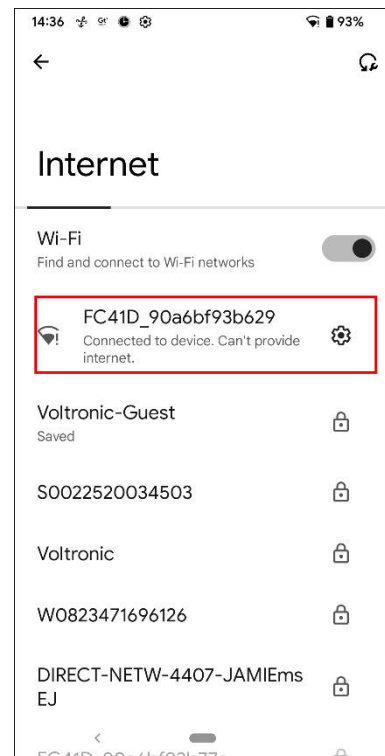 14:36 93%
Internet
Wi-Fi
Find and connect to Wi-Fi networks
FC41D_90a6bf93b629
Connected to device. Can't provide
internet.
Voltronic-Guest
Saved
S0022520034503
Voltronic
W0823471696126
DIRECT-NETW-4407-JAMIEms
EJ